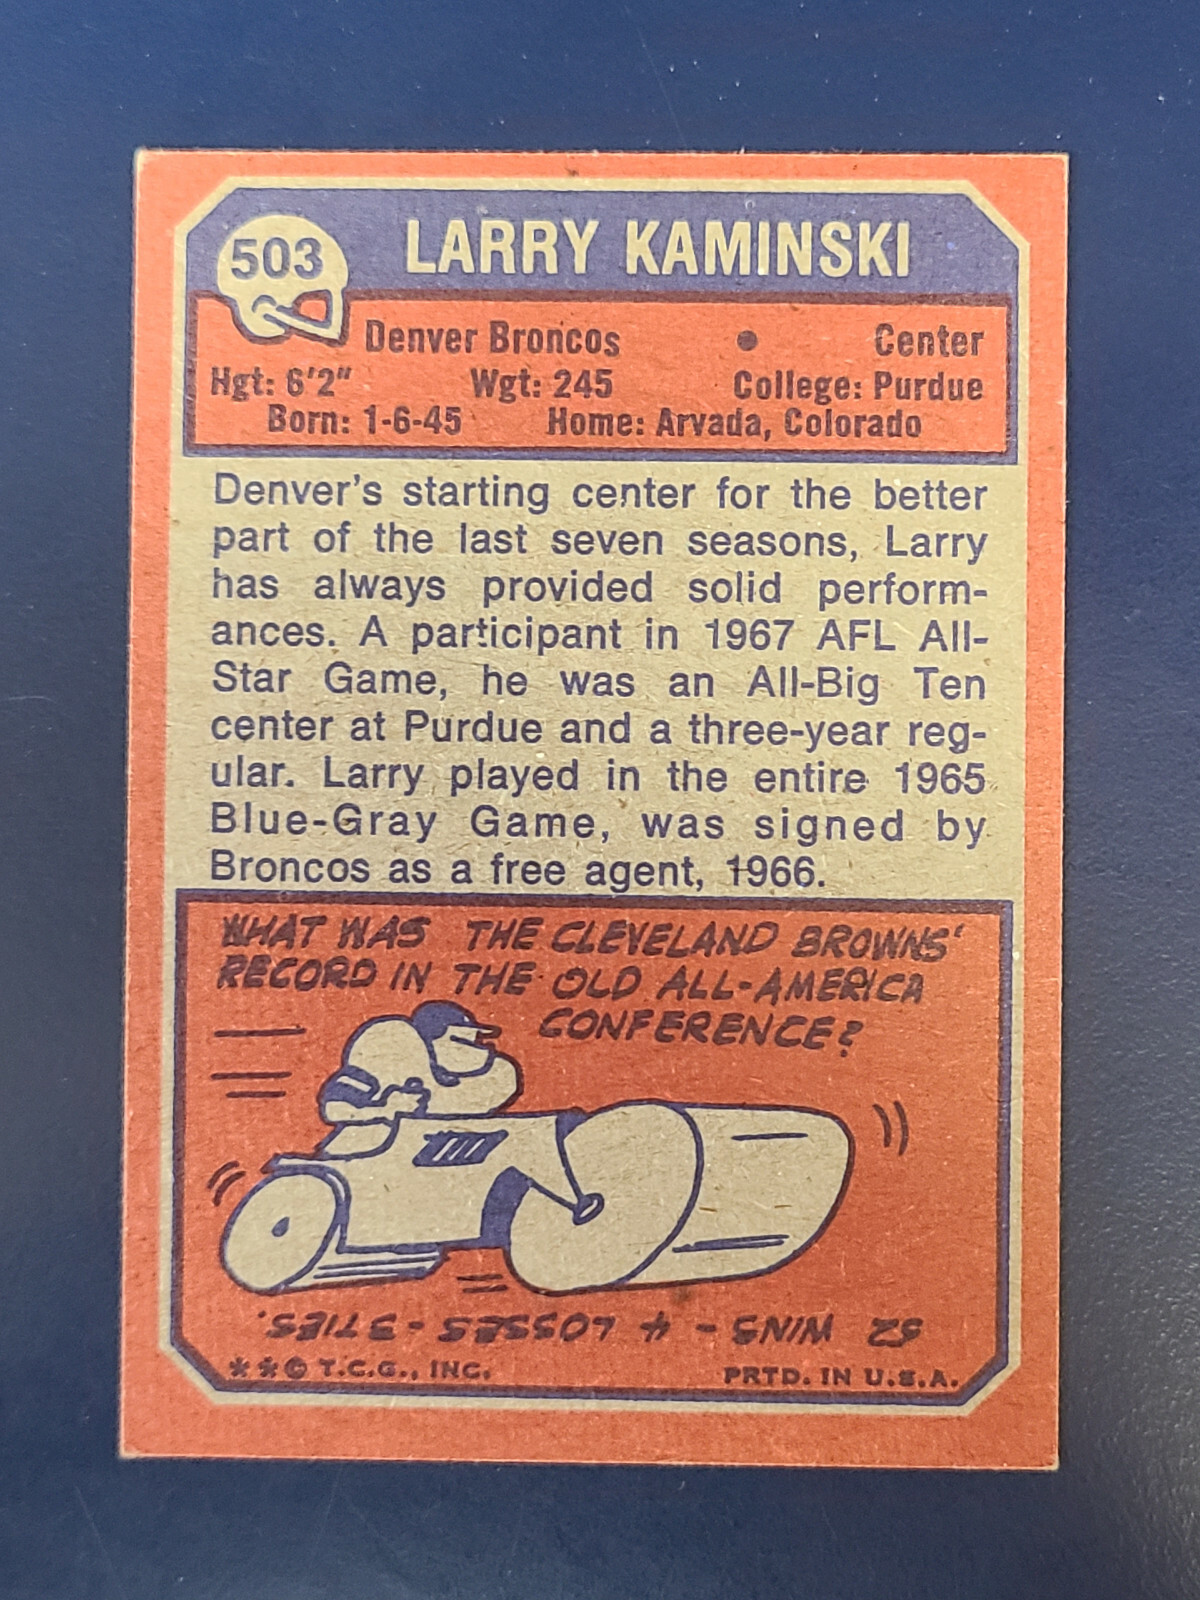 503
LARRY KAMINSKI
Denver Broncos • Center
Hgt: 6'2" Wgt: 245 College: Purdue
Born: 1-6-45 Home: Arvada, Colorado
Denver's starting center for the better
part of the last seven seasons, Larry
has always provided solid perform-
ances. A participant in 1967 AFL All-
Star Game, he was an All-Big Ten
center at Purdue and a three-year reg-
ular. Larry played in the entire 1965
Blue-Gray Game, was signed by
Broncos as a free agent, 1966.
WHAT WAS THE CLEVELAND BROWNS'
RECORD IN THE OLD ALL-AMERICA
CONFERENCE?
52 WINS - 4 LOSSES - 3 TIES.
**© T.C.G., INC. PRTD. IN U.S.A.